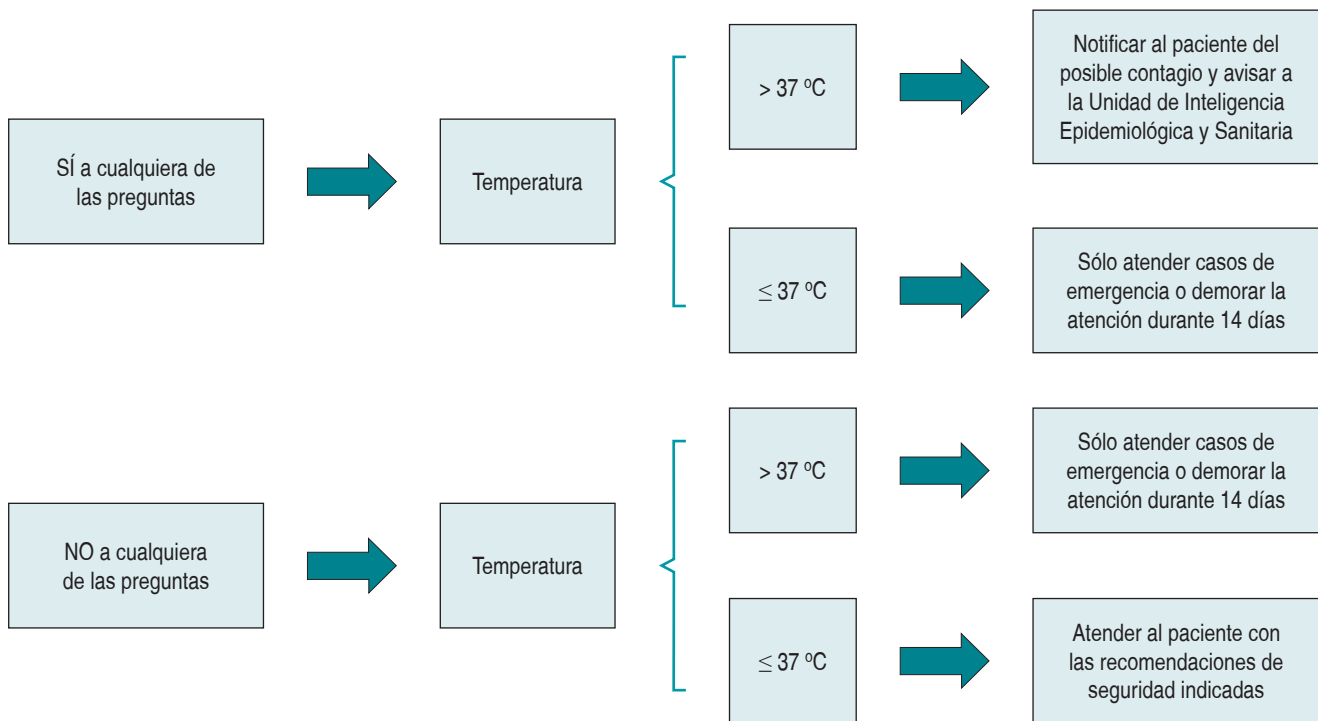 SÍ a cualquiera de
las preguntas
Temperatura
> 37 ºC
Notificar al paciente del
posible contagio y avisar a
la Unidad de Inteligencia
Epidemiológica y Sanitaria
≤ 37 ºC
Sólo atender casos de
emergencia o demorar la
atención durante 14 días
NO a cualquiera
de las preguntas
Temperatura
> 37 ºC
Sólo atender casos de
emergencia o demorar la
atención durante 14 días
≤ 37 ºC
Atender al paciente con
las recomendaciones de
seguridad indicadas